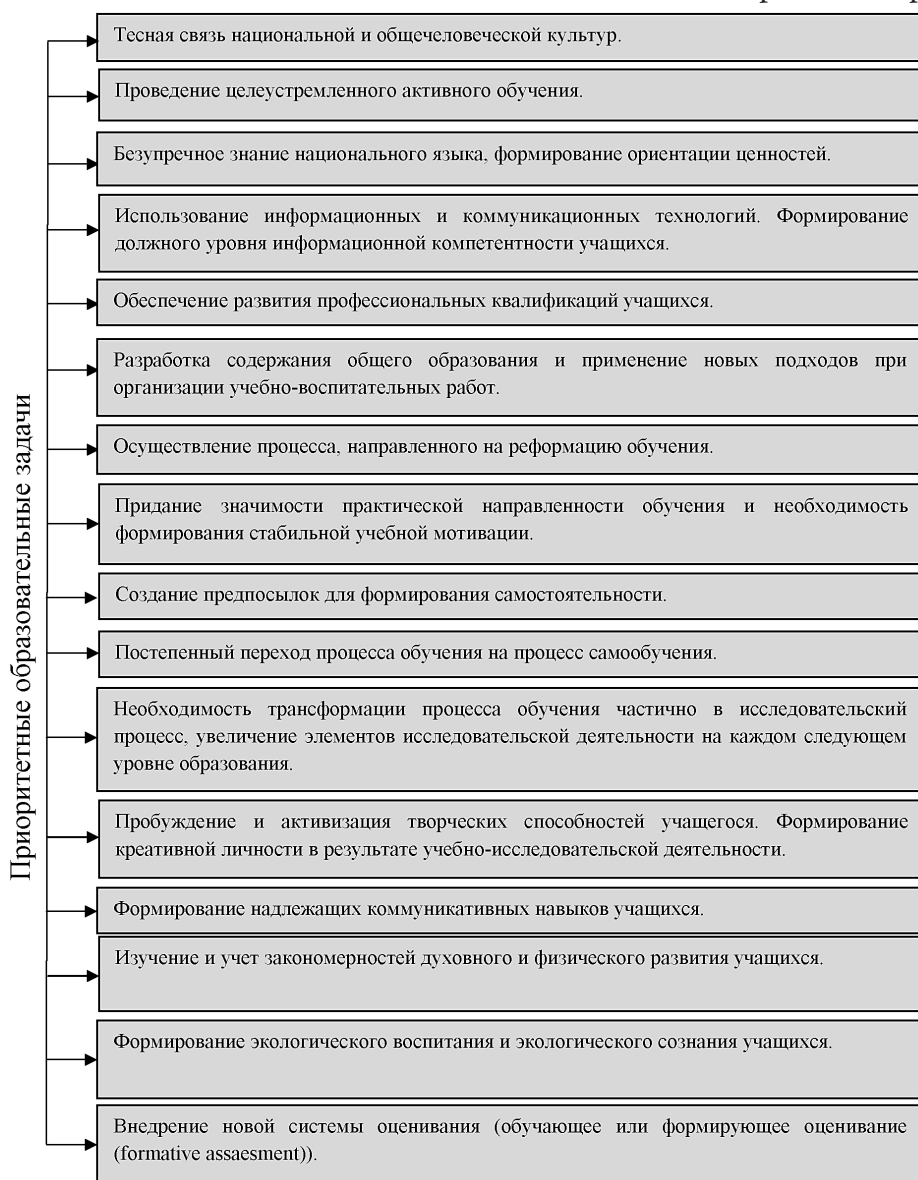 Приоритетные образовательные задачи
Тесная связь национальной и общечеловеческой культур.
Проведение целеустремленного активного обучения.
Безупречное знание национального языка, формирование ориентации ценностей.
Использование информационных и коммуникационных технологий. Формирование
должного уровня информационной компетентности учащихся.
Обеспечение развития профессиональных квалификаций учащихся.
Разработка содержания общего образования и применение новых подходов при
организации учебно-воспитательных работ.
Осуществление процесса, направленного на реформацию обучения.
Придание значимости практической направленности обучения и необходимость
формирования стабильной учебной мотивации.
Создание предпосылок для формирования самостоятельности.
Постепенный переход процесса обучения на процесс самообучения.
Необходимость трансформации процесса обучения частично в исследовательский
процесс, увеличение элементов исследовательской деятельности на каждом следующем
уровне образования.
Пробуждение и активизация творческих способностей учащегося. Формирование
креативной личности в результате учебно-исследовательской деятельности.
Формирование надлежащих коммуникативных навыков учащихся.
Изучение и учет закономерностей духовного и физического развития учащихся.
Формирование экологического воспитания и экологического сознания учащихся.
Внедрение новой системы оценивания (обучающее или формирующее оценивание
(formative assaesment)).